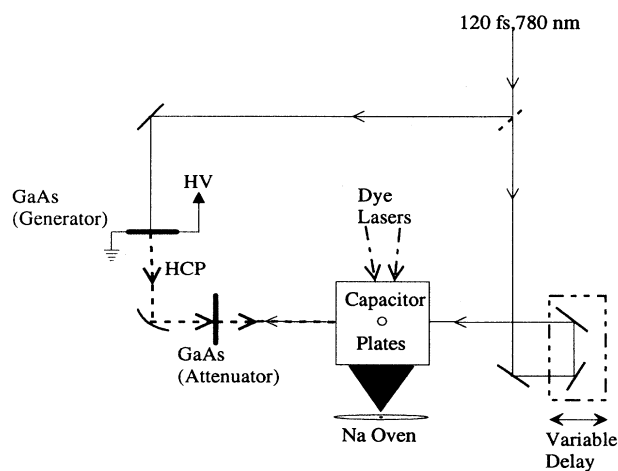 120 fs,780 nm
GaAs
(Generator)
HV
Dye
Lasers
HCP
Capacitor
Plates
GaAs
(Attenuator)
Na Oven
Variable
Delay